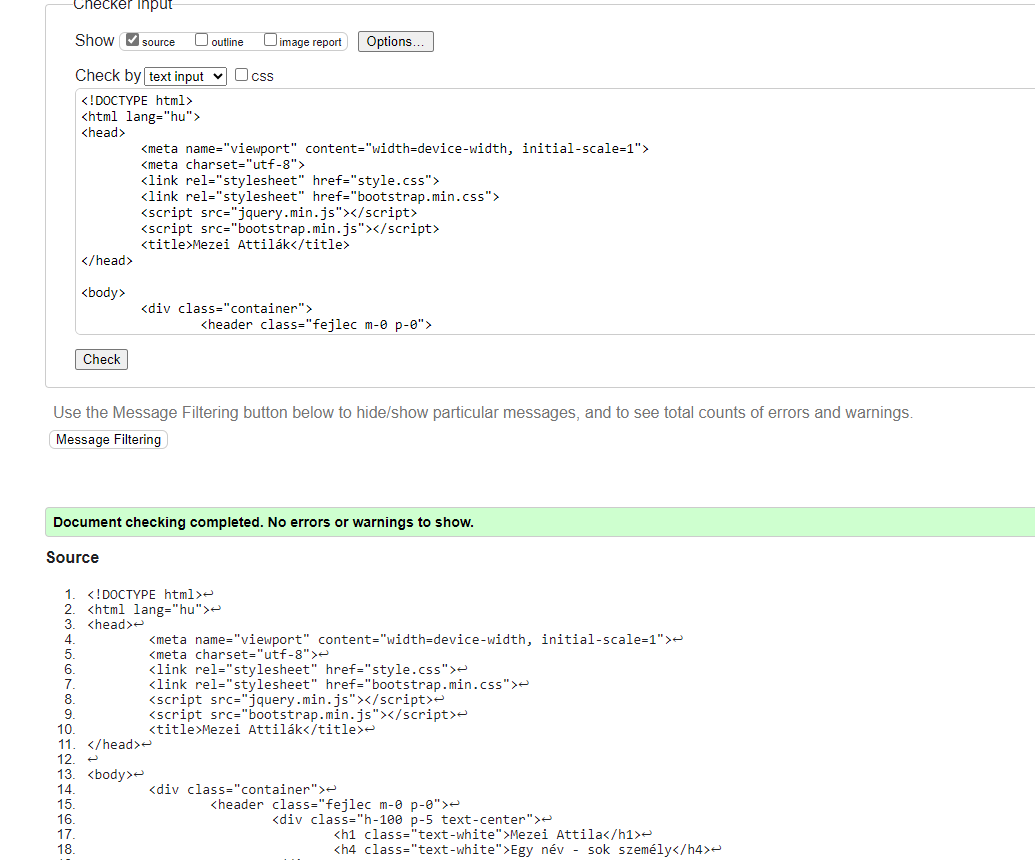 Checker Input
Show source outline image report Options...
Check by text input css
<!DOCTYPE html>
<html lang="hu">
<head>
<meta name="viewport" content="width=device-width, initial-scale=1">
<meta charset="utf-8">
<link rel="stylesheet" href="style.css">
<link rel="stylesheet" href="bootstrap.min.css">
<script src="jquery.min.js"></script>
<script src="bootstrap.min.js"></script>
<title>Mezei Attilák</title>
</head>
<body>
<div class="container">
<header class="fejlec m-0 p-0">
Check
Use the Message Filtering button below to hide/show particular messages, and to see total counts of errors and warnings.
Message Filtering
Document checking completed. No errors or warnings to show.
Source
1. <!DOCTYPE html>↩
2. <html lang="hu">↩
3. <head>↩
4. <meta name="viewport" content="width=device-width, initial-scale=1">↩
5. <meta charset="utf-8">↩
6. <link rel="stylesheet" href="style.css">↩
7. <link rel="stylesheet" href="bootstrap.min.css">↩
8. <script src="jquery.min.js"></script>↩
9. <script src="bootstrap.min.js"></script>↩
10. <title>Mezei Attilák</title>↩
11. </head>↩
12. ↩
13. <body>↩
14. <div class="container">↩
15. <header class="fejlec m-0 p-0">↩
16. <div class="h-100 p-5 text-center">↩
17. <h1 class="text-white">Mezei Attila</h1>↩
18. <h4 class="text-white">Egy név - sok személy</h4>↩